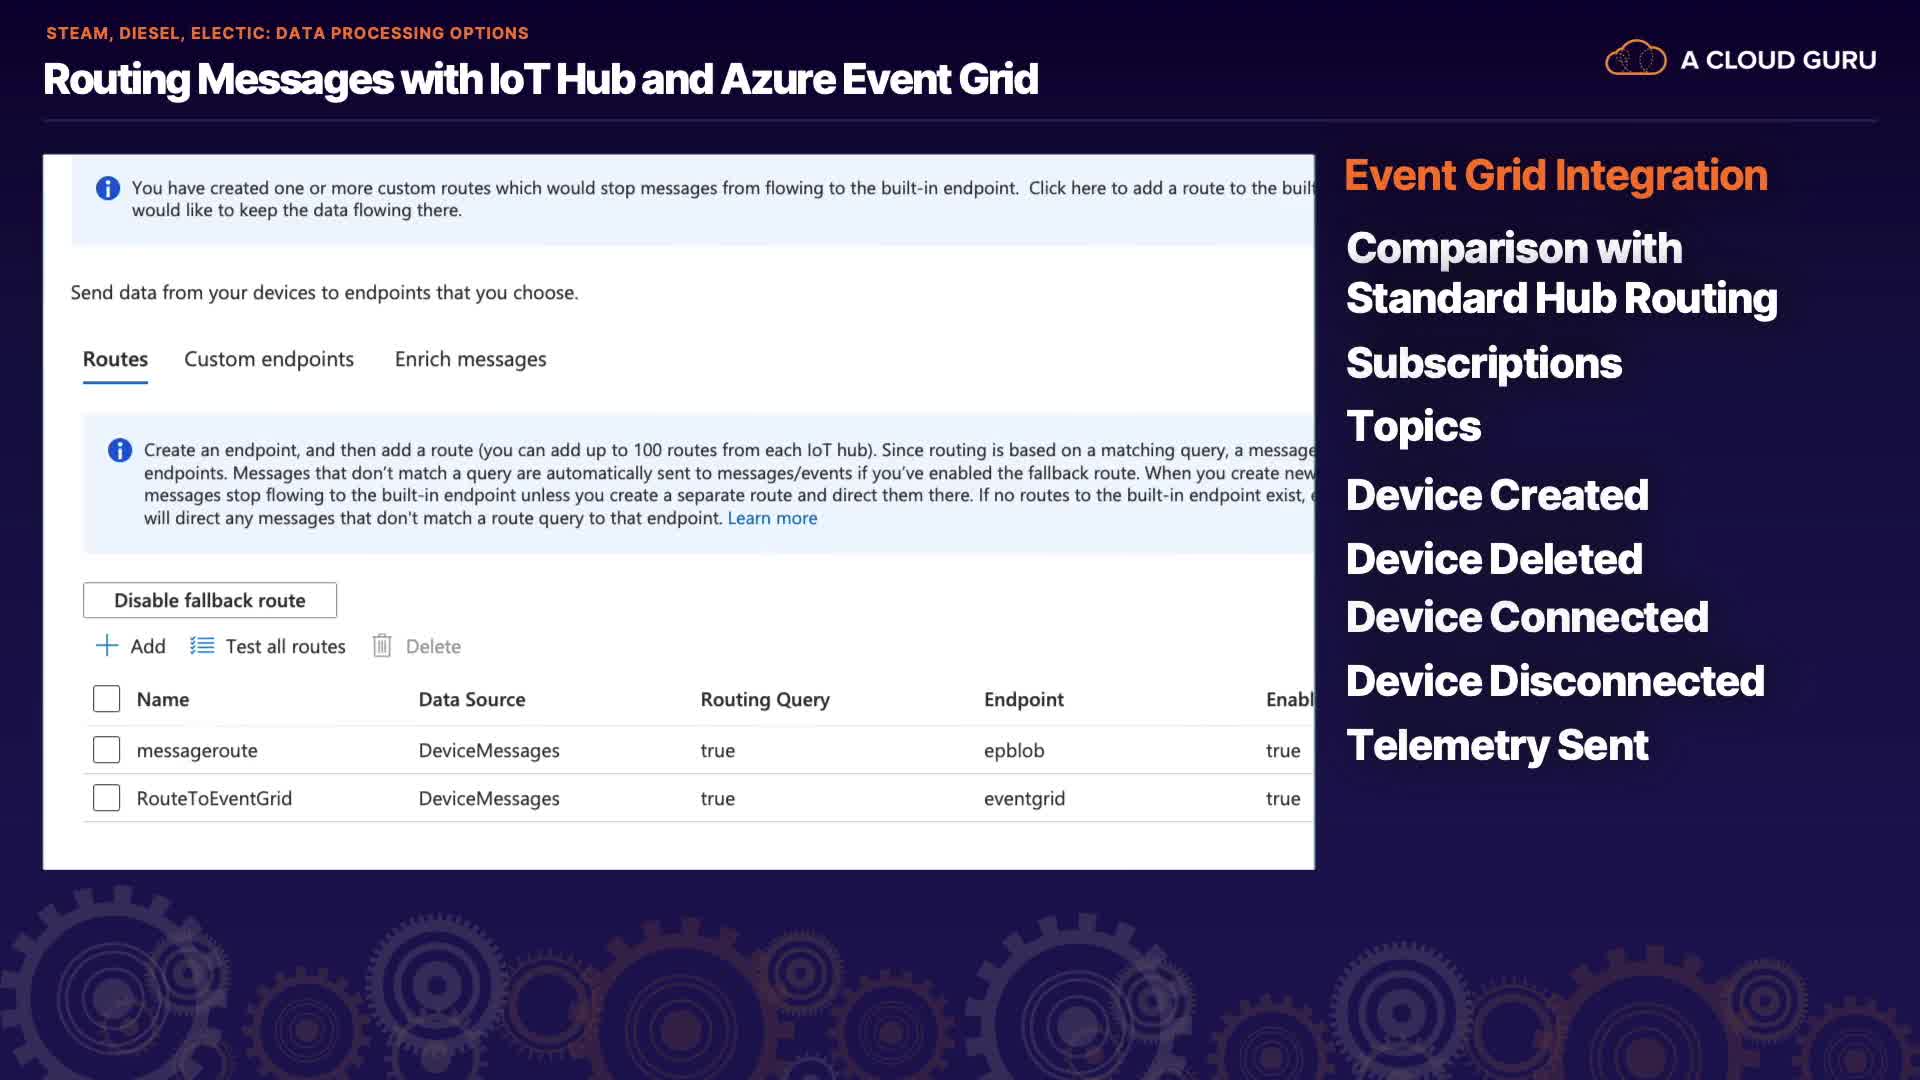 STEAM, DIESEL, ELECTIC: DATA PROCESSING OPTIONS
Routing Messages with IoT Hub and Azure Event Grid
A CLOUD GURU
You have created one or more custom routes which would stop messages from flowing to the built-in endpoint. Click here to add a route to the buil
would like to keep the data flowing there.
Send data from your devices to endpoints that you choose.
Routes Custom endpoints Enrich messages
Create an endpoint, and then add a route (you can add up to 100 routes from each IoT hub). Since routing is based on a matching query, a message
endpoints. Messages that don't match a query are automatically sent to messages/events if you've enabled the fallback route. When you create new
messages stop flowing to the built-in endpoint unless you create a separate route and direct them there. If no routes to the built-in endpoint exist,
will direct any messages that don't match a route query to that endpoint. Learn more
Disable fallback route
Add Test all routes Delete
Name Data Source Routing Query Endpoint Enabl
messageroute DeviceMessages true epblob true
RouteToEventGrid DeviceMessages true eventgrid true
Event Grid Integration
Comparison with
Standard Hub Routing
Subscriptions
Topics
Device Created
Device Deleted
Device Connected
Device Disconnected
Telemetry Sent